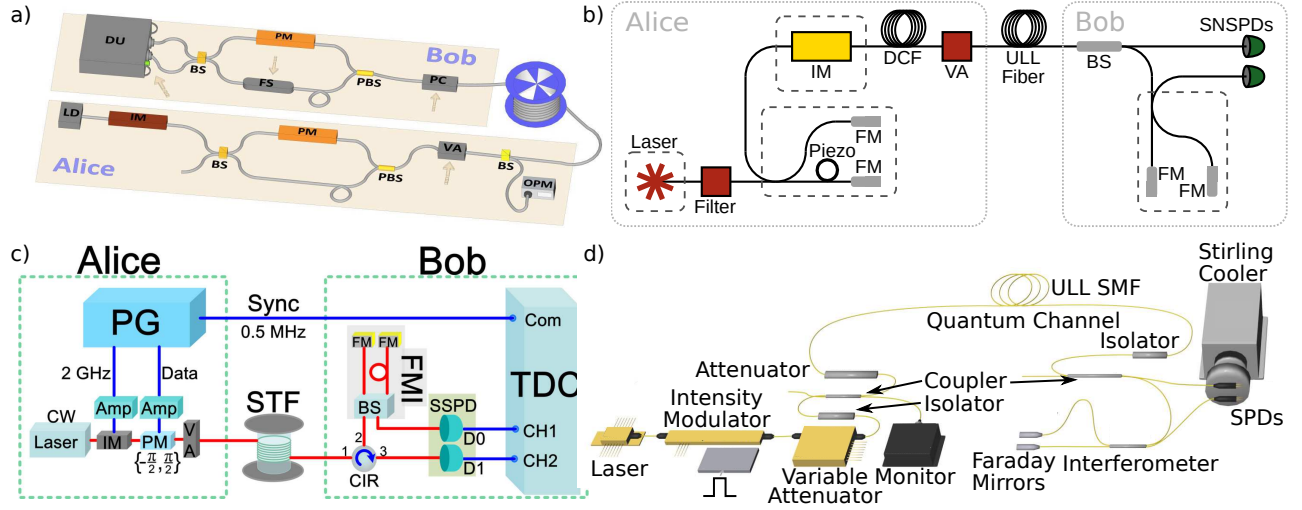 a)
DU
BS
PM
FS
PBS
PC
Bob
LD
IM
BS
PM
PBS
VA
BS
OPM
Alice
b)
Alice
Bob
IM
DCF
VA
ULL
Fiber
BS
SNSPDs
Laser
Filter
Piezo
FM
FM
FM
FM
c)
Alice
Bob
PG
Sync
0.5 MHz
Com
2 GHz
Data
Amp
Amp
CW
Laser
IM
PM
V
A
{-π/2, π/2}
STF
FM
FM
FMI
BS
SSPD
D0
D1
1
2
3
CIR
TDC
CH1
CH2
d)
Stirling
Cooler
ULL SMF
Quantum Channel
Isolator
Attenuator
Coupler
Isolator
Intensity
Modulator
SPDs
Laser
Variable
Attenuator
Monitor
Faraday
Mirrors
Interferometer